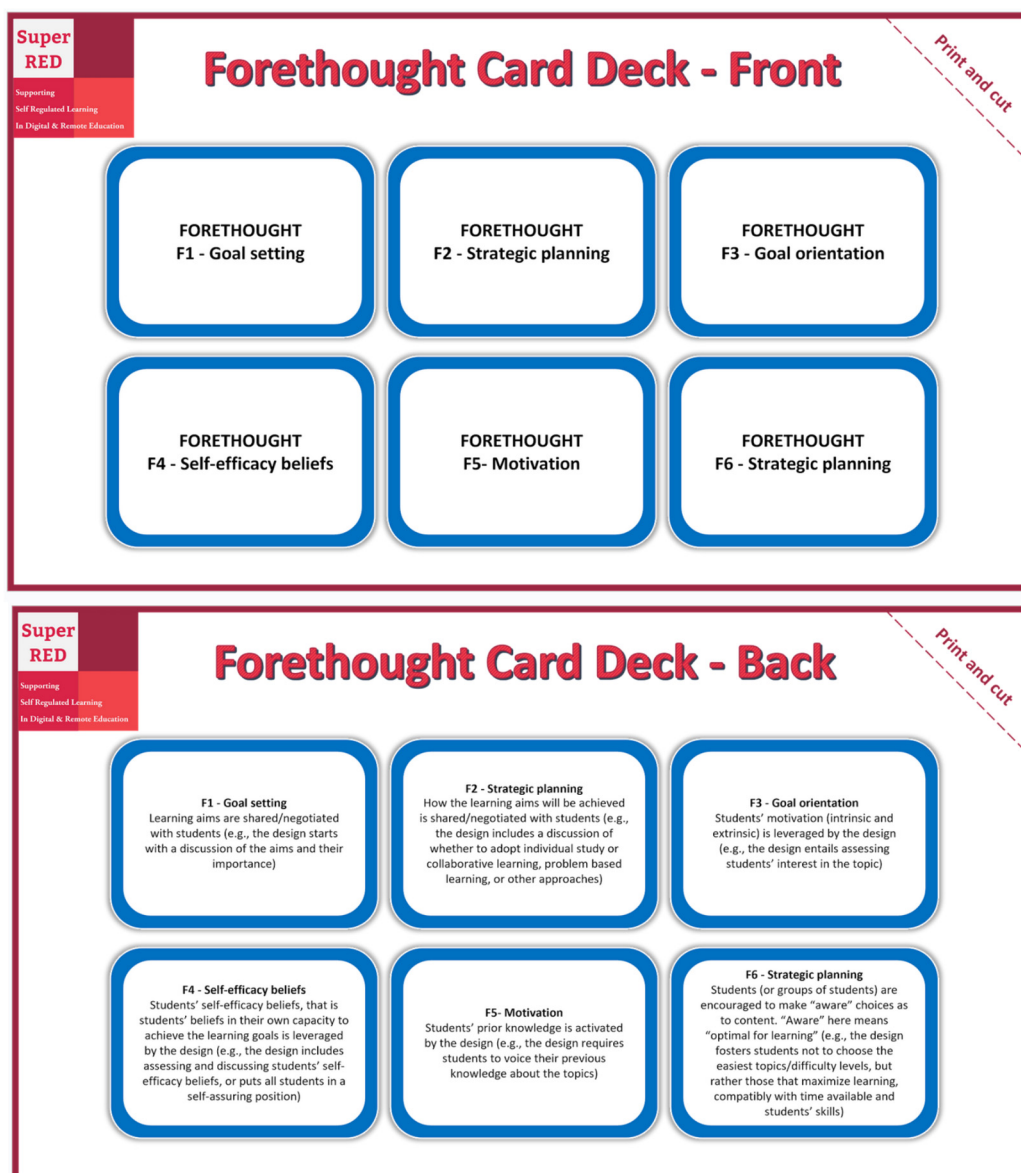 Super
RED
Supporting
Self Regulated Learning
In Digital & Remote Education
Forethought Card Deck - Front
Print and cut
FORETHOUGHT
F1 - Goal setting
FORETHOUGHT
F2 - Strategic planning
FORETHOUGHT
F3 - Goal orientation
FORETHOUGHT
F4 - Self-efficacy beliefs
FORETHOUGHT
F5- Motivation
FORETHOUGHT
F6 - Strategic planning
Super
RED
Supporting
Self Regulated Learning
In Digital & Remote Education
Forethought Card Deck - Back
Print and cut
F1 - Goal setting
Learning aims are shared/negotiated
with students (e.g., the design starts
with a discussion of the aims and their
importance)
F2 - Strategic planning
How the learning aims will be achieved
is shared/negotiated with students (e.g.,
the design includes a discussion of
whether to adopt individual study or
collaborative learning, problem based
learning, or other approaches)
F3 - Goal orientation
Students’ motivation (intrinsic and
extrinsic) is leveraged by the design
(e.g., the design entails assessing
students’ interest in the topic)
F4 - Self-efficacy beliefs
Students’ self-efficacy beliefs, that is
students’ beliefs in their own capacity to
achieve the learning goals is leveraged
by the design (e.g., the design includes
assessing and discussing students’ self-
efficacy beliefs, or puts all students in a
self-assuring position)
F5- Motivation
Students’ prior knowledge is activated
by the design (e.g., the design requires
students to voice their previous
knowledge about the topics)
F6 - Strategic planning
Students (or groups of students) are
encouraged to make “aware” choices as
to content. “Aware” here means
“optimal for learning” (e.g., the design
fosters students not to choose the
easiest topics/difficulty levels, but
rather those that maximize learning,
compatibly with time available and
students’ skills)